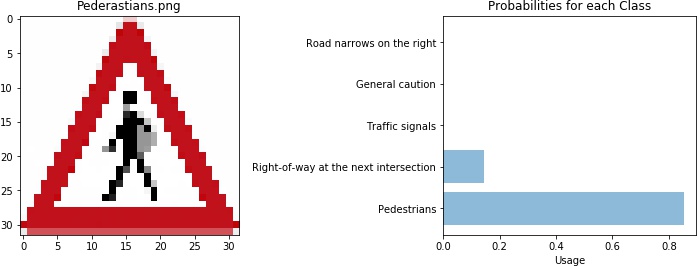 Pederastians.png
0
5
10
15
20
25
30
0 5 10 15 20 25 30
Probabilities for each Class
Road narrows on the right
General caution
Traffic signals
Right-of-way at the next intersection
Pedestrians
0.0 0.2 0.4 0.6 0.8
Usage